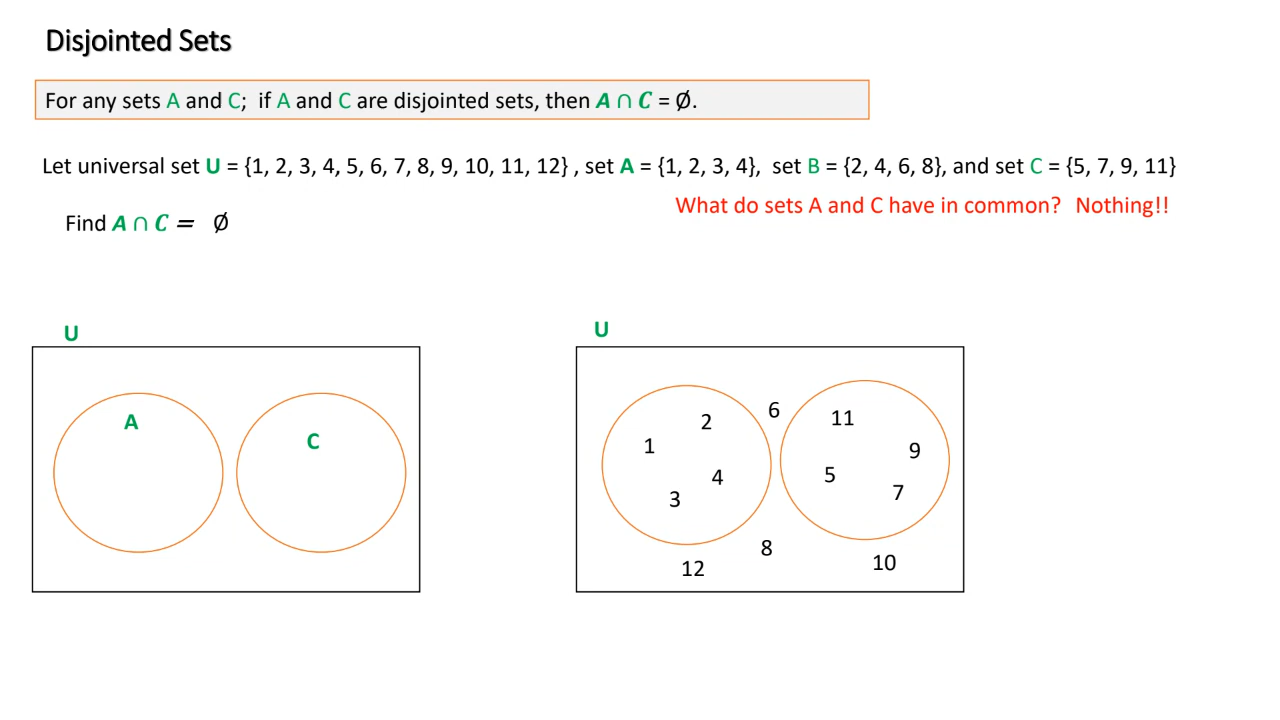 Disjointed Sets
For any sets A and C;  if A and C are disjointed sets, then A ∩ C = Ø.
Let universal set U = {1, 2, 3, 4, 5, 6, 7, 8, 9, 10, 11, 12} , set A = {1, 2, 3, 4},  set B = {2, 4, 6, 8}, and set C = {5, 7, 9, 11}
What do sets A and C have in common?  Nothing!!
Find A ∩ C =  Ø
U
A
C
U
6
2
11
1
9
4
5
3
7
8
12
10